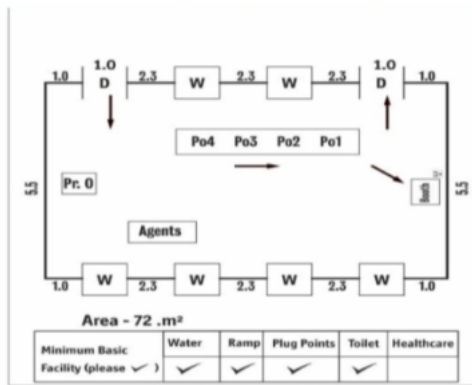 1.0
1.0 D 2.3 W 2.3 W 2.3 D 1.0
Po4 Po3 Po2 Po1
5.5 Pr. 0 Booth 5.5
Agents
W W W W
1.0 2.3 2.3 2.3 1.0
Area - 72 .m²
Minimum Basic Facility (please ✓) Water Ramp Plug Points Toilet Healthcare
✓ ✓ ✓ ✓